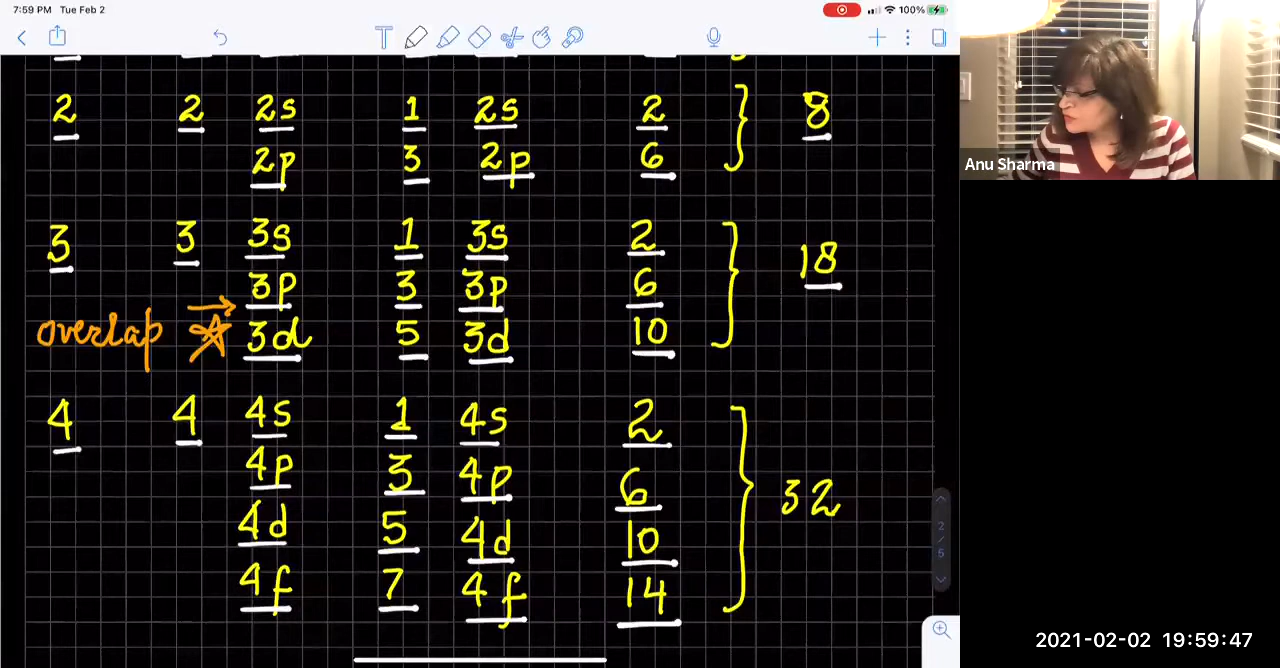 7:59 PM Tue Feb 2 100%
T
2 2 2s 1 2s 2 } 8
2p 3 2p 6
3 3 3s 1 3s 2 } 18
3p 3 3p 6
overlap 3d 5 3d 10
4 4 4s 1 4s 2 } 32
4p 3 4p 6
4d 5 4d 10
4f 7 4f 14
2/5
Anu Sharma
2021-02-02 19:59:47